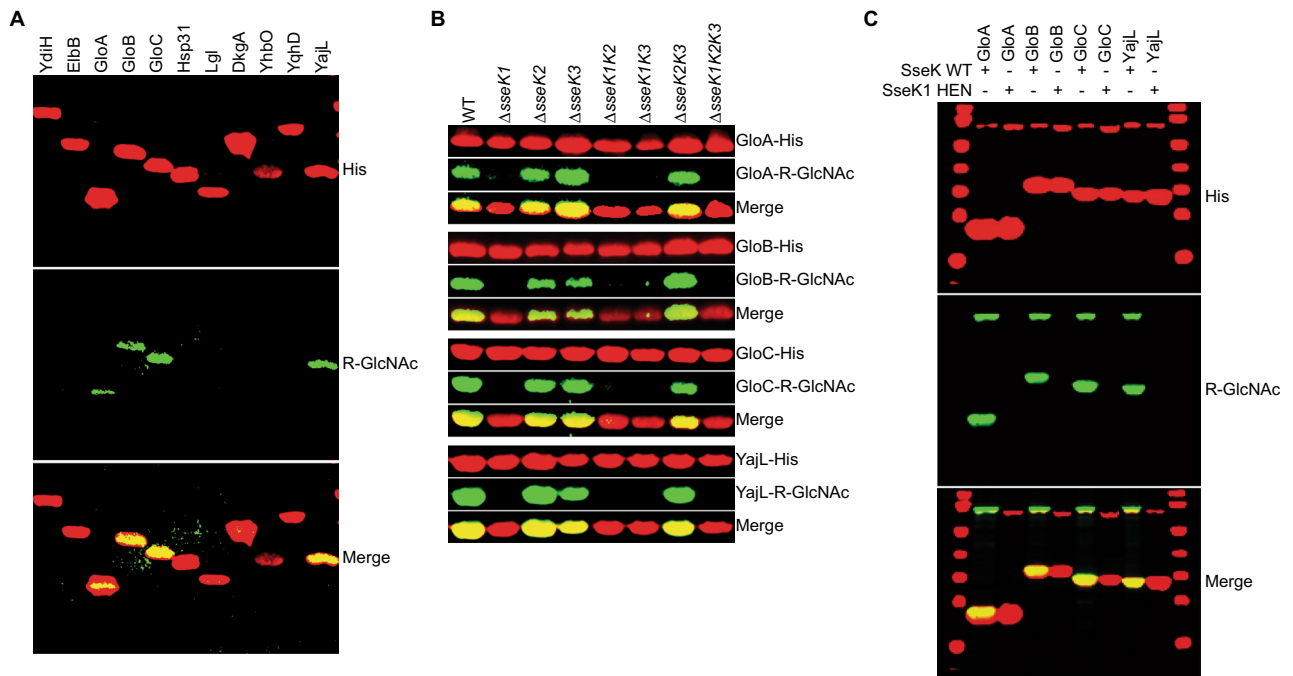 A
YdiH
ElbB
GloA
GloB
GloC
Hsp31
Lgl
DkgA
YhbO
YqhD
YajL
His
R-GlcNAc
Merge
B
WT
ΔsseK1
ΔsseK2
ΔsseK3
ΔsseK1K2
ΔsseK1K3
ΔsseK2K3
ΔsseK1K2K3
GloA-His
GloA-R-GlcNAc
Merge
GloB-His
GloB-R-GlcNAc
Merge
GloC-His
GloC-R-GlcNAc
Merge
YajL-His
YajL-R-GlcNAc
Merge
C
GloA
GloA
GloB
GloB
GloC
GloC
YajL
YajL
SseK WT + - + - + - + -
SseK1 HEN - + - + - + - +
His
R-GlcNAc
Merge